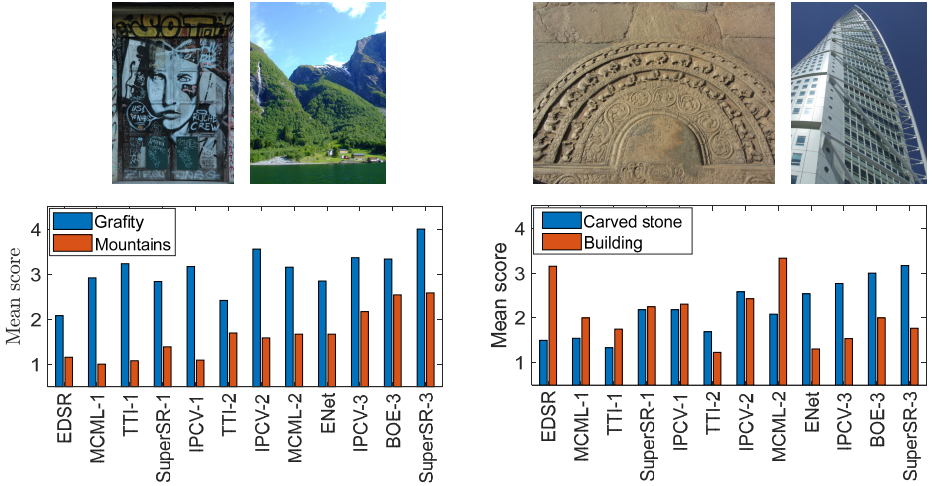 USA
RUCHE
CREW
Mean score
4
3
2
1
Grafity
Mountains
EDSR
MCML-1
TTI-1
SuperSR-1
IPCV-1
TTI-2
IPCV-2
MCML-2
ENet
IPCV-3
BOE-3
SuperSR-3
Mean score
4
3
2
1
Carved stone
Building
EDSR
MCML-1
TTI-1
SuperSR-1
IPCV-1
TTI-2
IPCV-2
MCML-2
ENet
IPCV-3
BOE-3
SuperSR-3